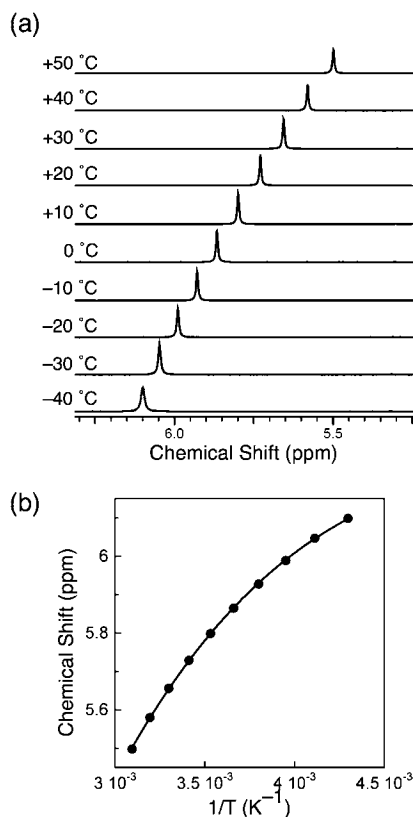 (a)
+50 °C
+40 °C
+30 °C
+20 °C
+10 °C
0 °C
−10 °C
−20 °C
−30 °C
−40 °C
6.0 5.5
Chemical Shift (ppm)
(b)
6
5.8
5.6
Chemical Shift (ppm)
3 10⁻³ 3.5 10⁻³ 4 10⁻³ 4.5 10⁻³
1/T (K⁻¹)